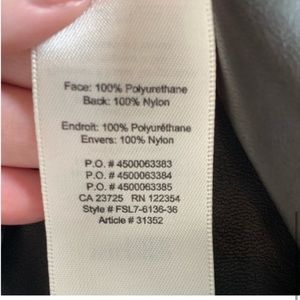 Face: 100% Polyurethane
Back: 100% Nylon
Endroit: 100% Polyuréthane
Envers: 100% Nylon
P.O. # 4500063383
P.O. # 4500063384
P.O. # 4500063385
CA 23725 RN 122354
Style # FSL7-6136-36
Article # 31352